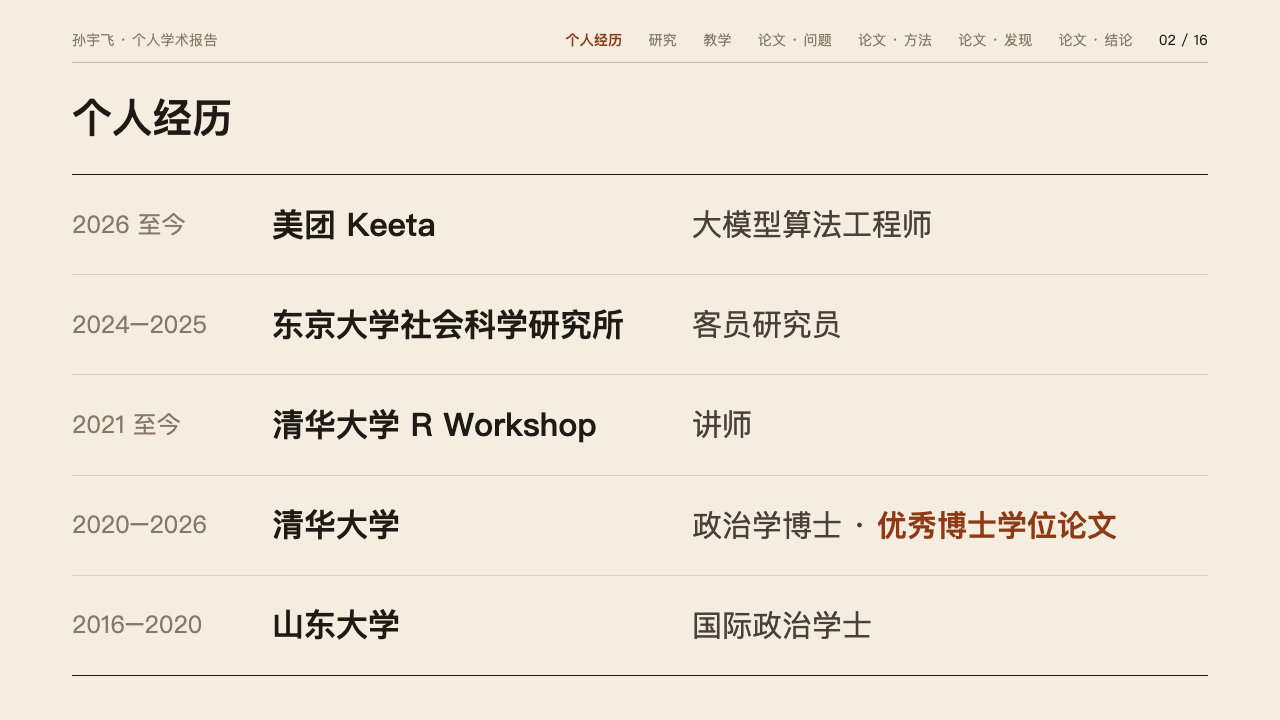 孙宇飞 · 个人学术报告 个人经历 研究 教学 论文 · 问题 论文 · 方法 论文 · 发现 论文 · 结论 02 / 16
个人经历
2026 至今 美团 Keeta 大模型算法工程师
2024—2025 东京大学社会科学研究所 客员研究员
2021 至今 清华大学 R Workshop 讲师
2020—2026 清华大学 政治学博士 · 优秀博士学位论文
2016—2020 山东大学 国际政治学士